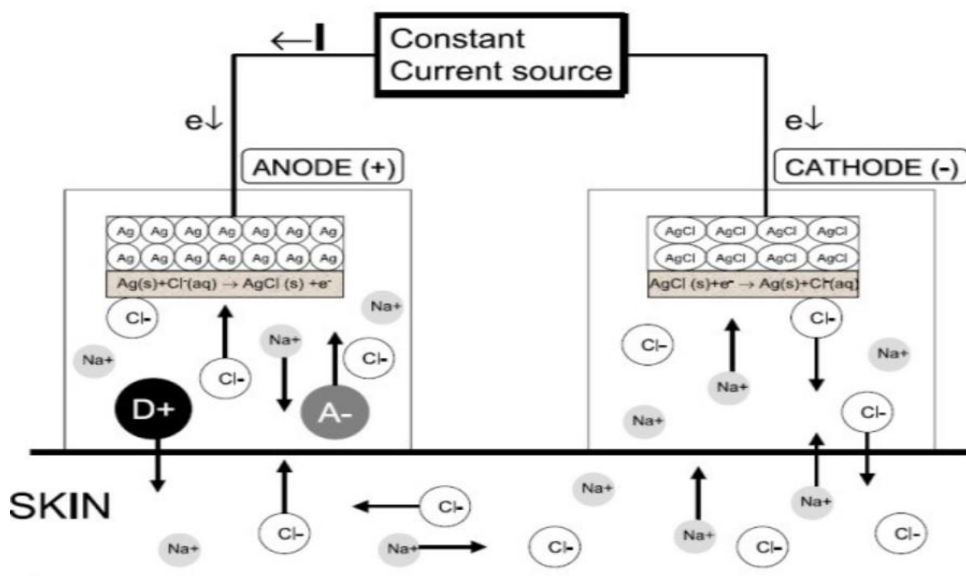 ←I
Constant
Current source
e↓
e↓
ANODE (+)
CATHODE (-)
Ag Ag Ag Ag Ag Ag Ag
Ag Ag Ag Ag Ag Ag Ag
Ag(s)+Cl⁻(aq) → AgCl (s) +e⁻
AgCl AgCl AgCl AgCl
AgCl AgCl AgCl AgCl
AgCl (s)+e⁻ → Ag(s)+Cl⁻(aq)
Cl-
Na+
Na+
Na+
Cl-
Cl-
D+
A-
Cl-
Cl-
Na+
Na+
Cl-
Na+
SKIN
Na+
Cl-
Cl-
Na+
Na+
Cl-
Na+
Cl-
Na+
Cl-